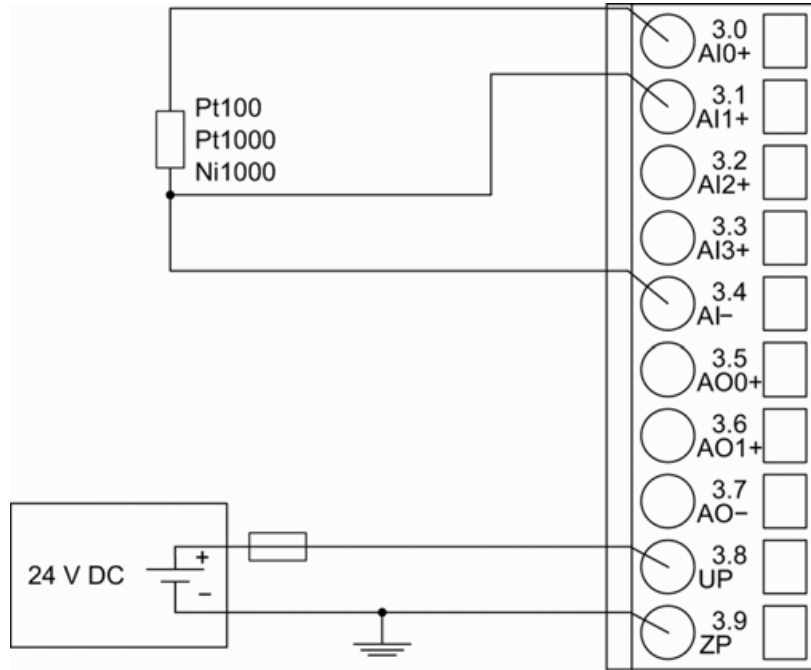 Pt100
Pt1000
Ni1000
24 V DC
+
−
3.0
AI0+
3.1
AI1+
3.2
AI2+
3.3
AI3+
3.4
AI−
3.5
AO0+
3.6
AO1+
3.7
AO−
3.8
UP
3.9
ZP